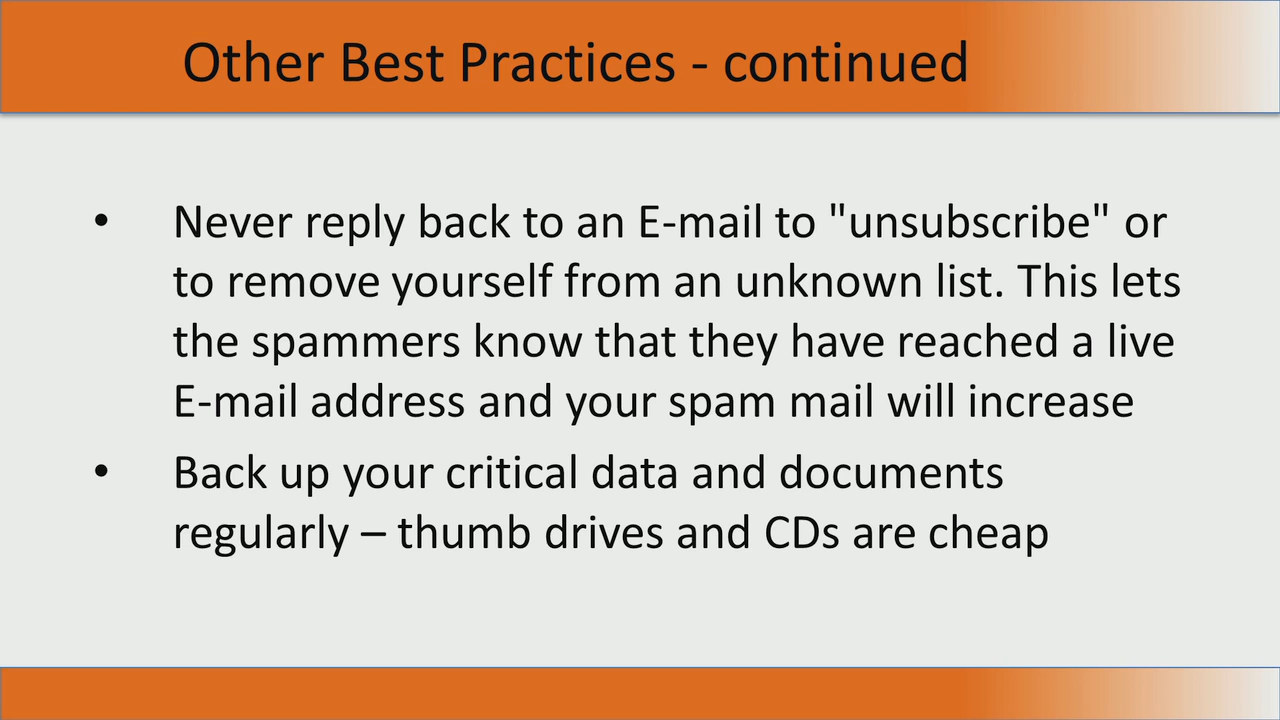 Other Best Practices - continued
• Never reply back to an E-mail to "unsubscribe" or
to remove yourself from an unknown list. This lets
the spammers know that they have reached a live
E-mail address and your spam mail will increase
• Back up your critical data and documents
regularly – thumb drives and CDs are cheap